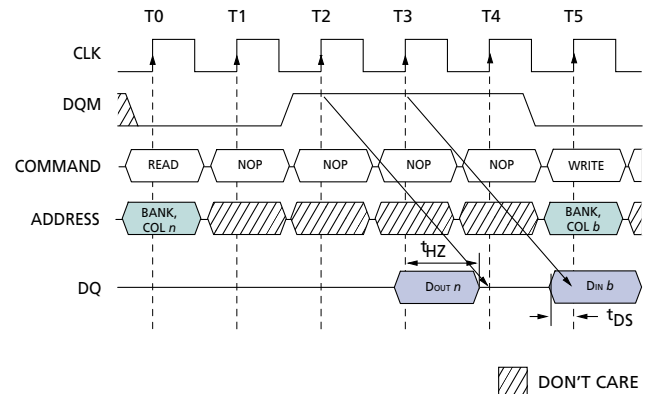 T0 T1 T2 T3 T4 T5
CLK
DQM
COMMAND READ NOP NOP NOP NOP WRITE
ADDRESS BANK, COL n BANK, COL b
tHZ
DQ DOUT n DIN b
tDS
DON'T CARE